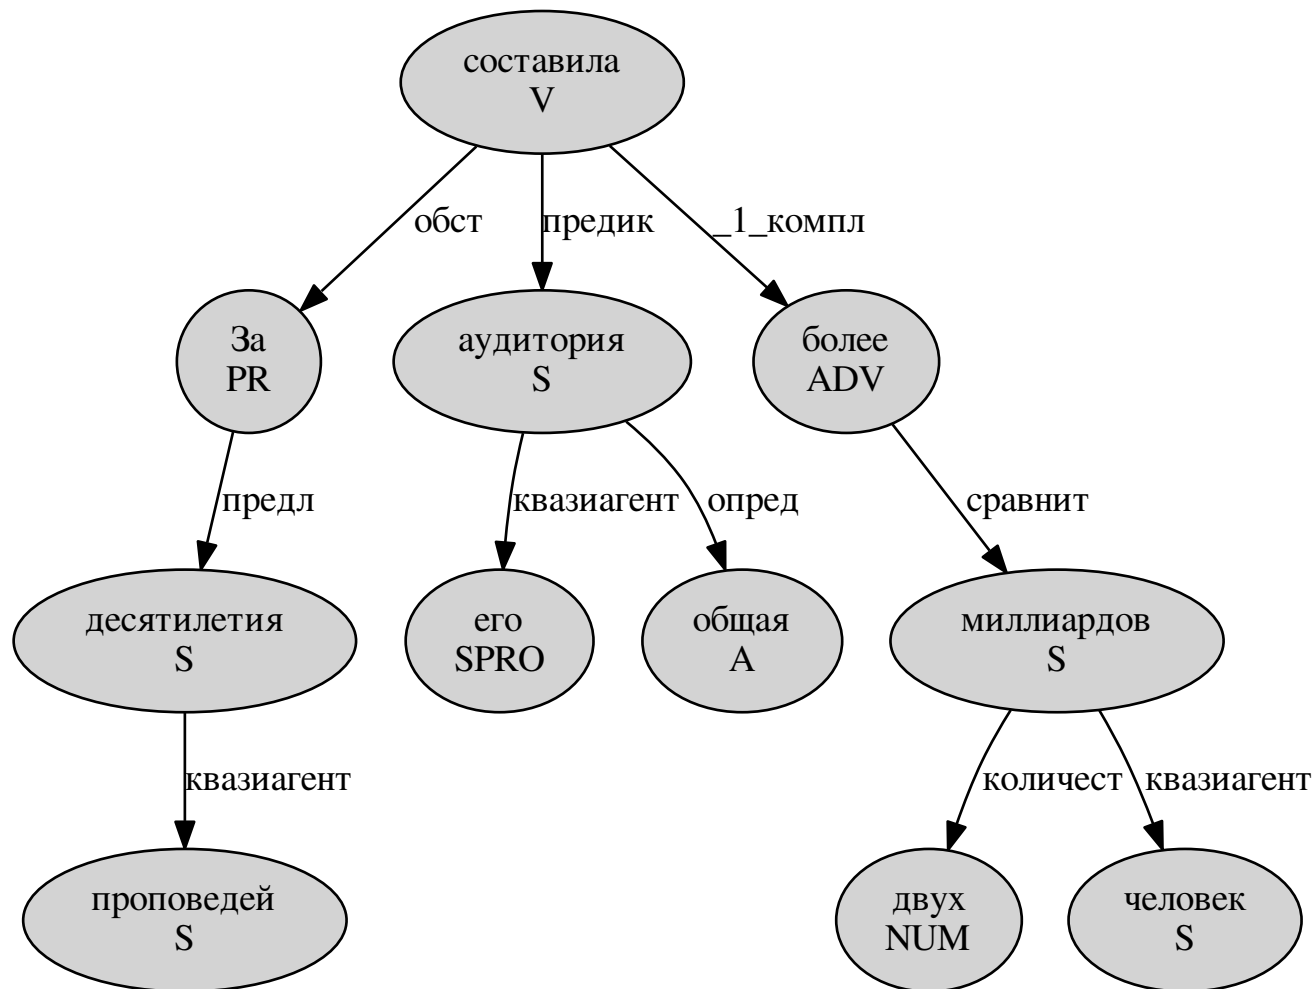 составила
V
обст
предик
_1_компл
За
PR
аудитория
S
более
ADV
предл
квазиагент
опред
сравнит
десятилетия
S
его
SPRO
общая
A
миллиардов
S
квазиагент
количест
квазиагент
проповедей
S
двух
NUM
человек
S